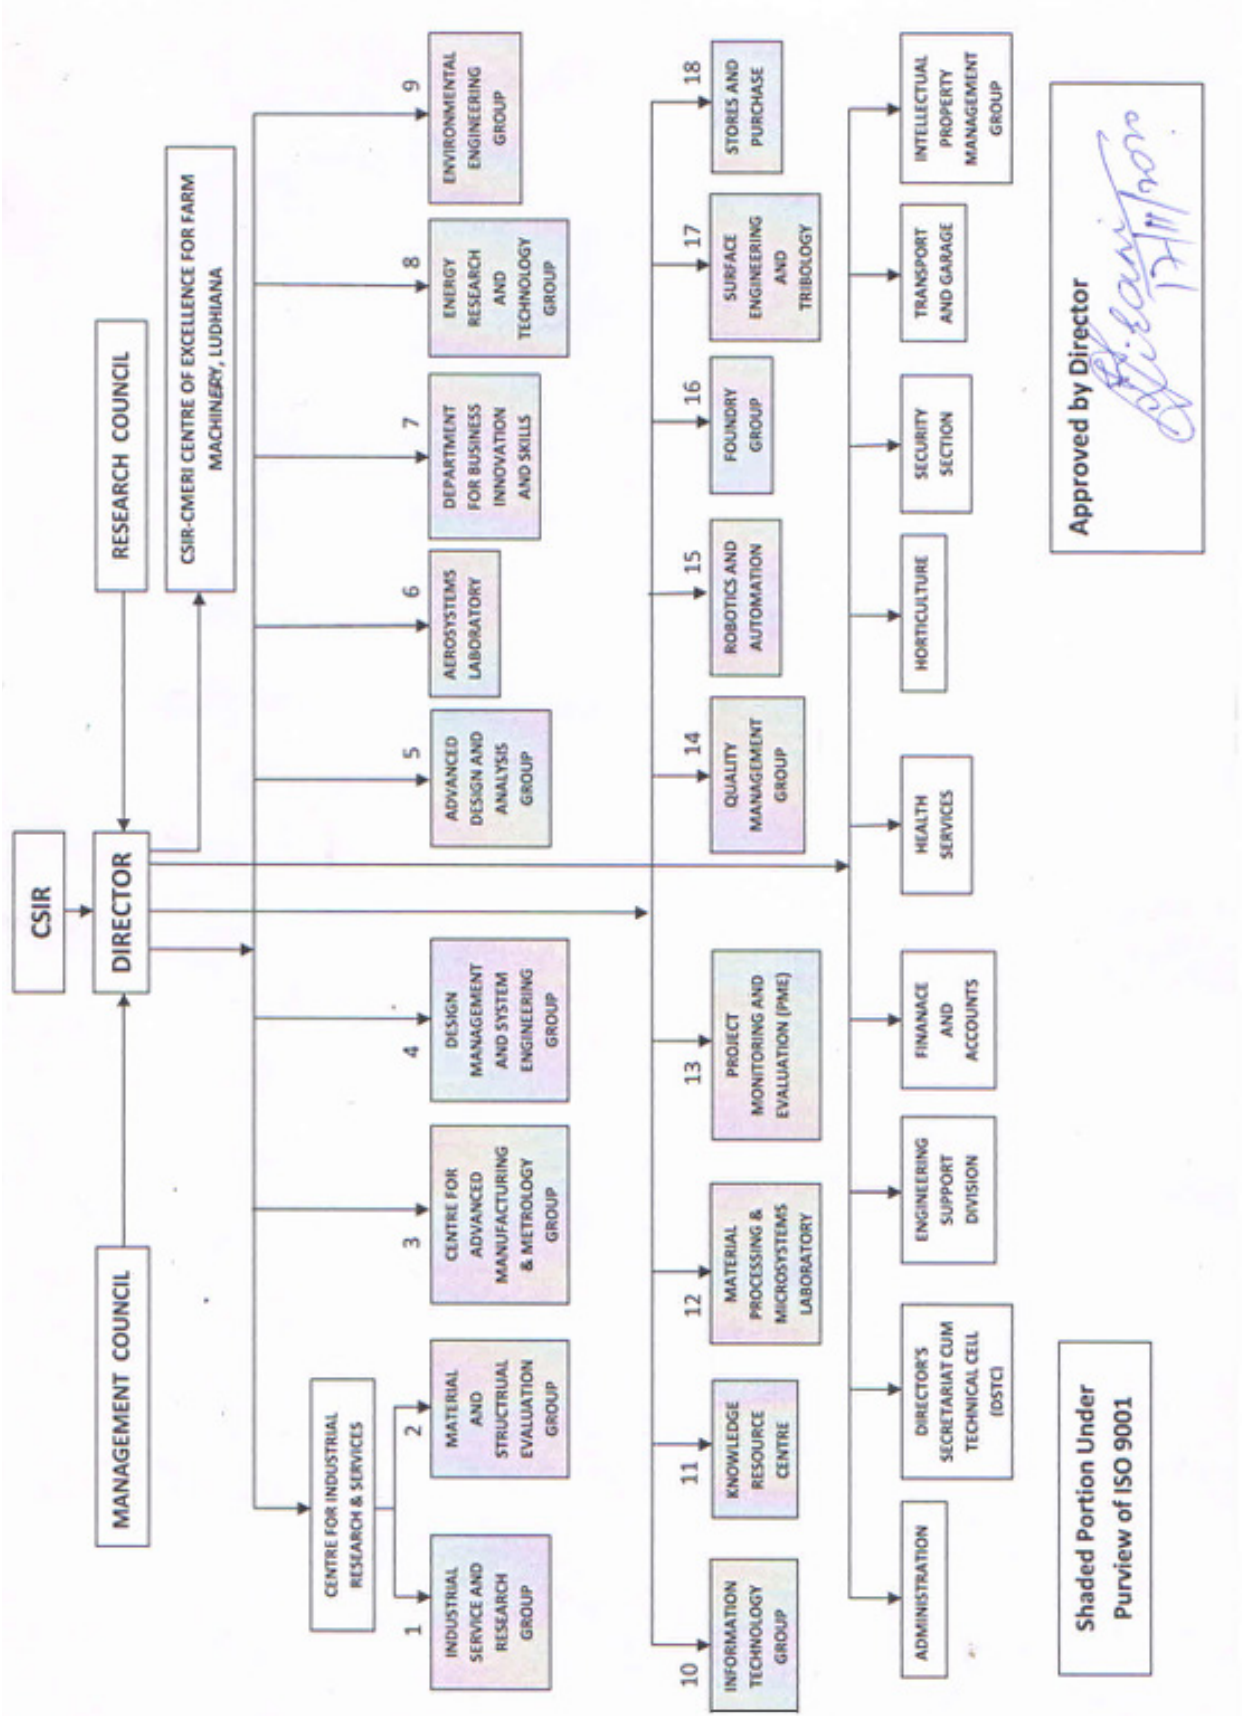 CSIR
MANAGEMENT COUNCIL
DIRECTOR
RESEARCH COUNCIL
CSIR-CMERI CENTRE OF EXCELLENCE FOR FARM
MACHINERY, LUDHIANA
CENTRE FOR INDUSTRIAL
RESEARCH & SERVICES
1
INDUSTRIAL
SERVICE AND
RESEARCH
GROUP
2
MATERIAL
AND
STRUCTRUAL
EVALUATION
GROUP
3
CENTRE FOR
ADVANCED
MANUFACTURING
& METROLOGY
GROUP
4
DESIGN
MANAGEMENT
AND SYSTEM
ENGINEERING
GROUP
5
ADVANCED
DESIGN AND
ANALYSIS
GROUP
6
AEROSYSTEMS
LABORATORY
7
DEPARTMENT
FOR BUSINESS
INNOVATION
AND SKILLS
8
ENERGY
RESEARCH
AND
TECHNOLOGY
GROUP
9
ENVIRONMENTAL
ENGINEERING
GROUP
10
INFORMATION
TECHNOLOGY
GROUP
11
KNOWLEDGE
RESOURCE
CENTRE
12
MATERIAL
PROCESSING &
MICROSYSTEMS
LABORATORY
13
PROJECT
MONITORING AND
EVALUATION (PME)
14
QUALITY
MANAGEMENT
GROUP
15
ROBOTICS AND
AUTOMATION
16
FOUNDRY
GROUP
17
SURFACE
ENGINEERING
AND
TRIBOLOGY
18
STORES AND
PURCHASE
ADMINISTRATION
DIRECTOR'S
SECRETARIAT CUM
TECHNICAL CELL
(DSTC)
ENGINEERING
SUPPORT
DIVISION
FINANACE
AND
ACCOUNTS
HEALTH
SERVICES
HORTICULTURE
SECURITY
SECTION
TRANSPORT
AND GARAGE
INTELLECTUAL
PROPERTY
MANAGEMENT
GROUP
Shaded Portion Under
Purview of ISO 9001
Approved by Director